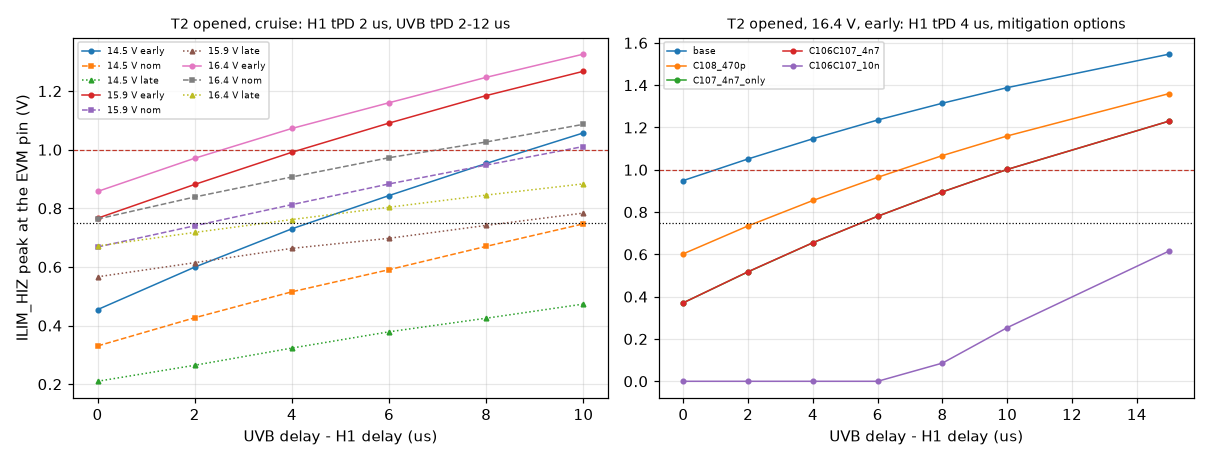 T2 opened, cruise: H1 tPD 2 us, UVB tPD 2-12 us
ILIM_HIZ peak at the EVM pin (V)
14.5 V early
14.5 V nom
14.5 V late
15.9 V early
15.9 V nom
15.9 V late
16.4 V early
16.4 V nom
16.4 V late
1.2
1.0
0.8
0.6
0.4
0.2
0
2
4
6
8
10
UVB delay - H1 delay (us)
T2 opened, 16.4 V, early: H1 tPD 4 us, mitigation options
base
C108_470p
C107_4n7_only
C106C107_4n7
C106C107_10n
1.6
1.4
1.2
1.0
0.8
0.6
0.4
0.2
0.0
0
2
4
6
8
10
12
14
UVB delay - H1 delay (us)